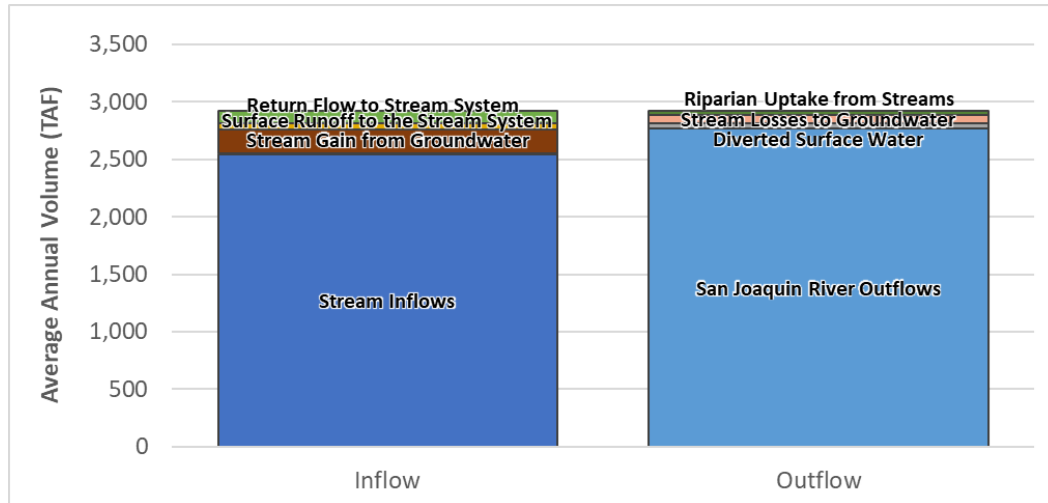 Average Annual Volume (TAF)
3,500
3,000
2,500
2,000
1,500
1,000
500
0
Return Flow to Stream System
Surface Runoff to the Stream System
Stream Gain from Groundwater
Stream Inflows
Riparian Uptake from Streams
Stream Losses to Groundwater
Diverted Surface Water
San Joaquin River Outflows
Inflow
Outflow